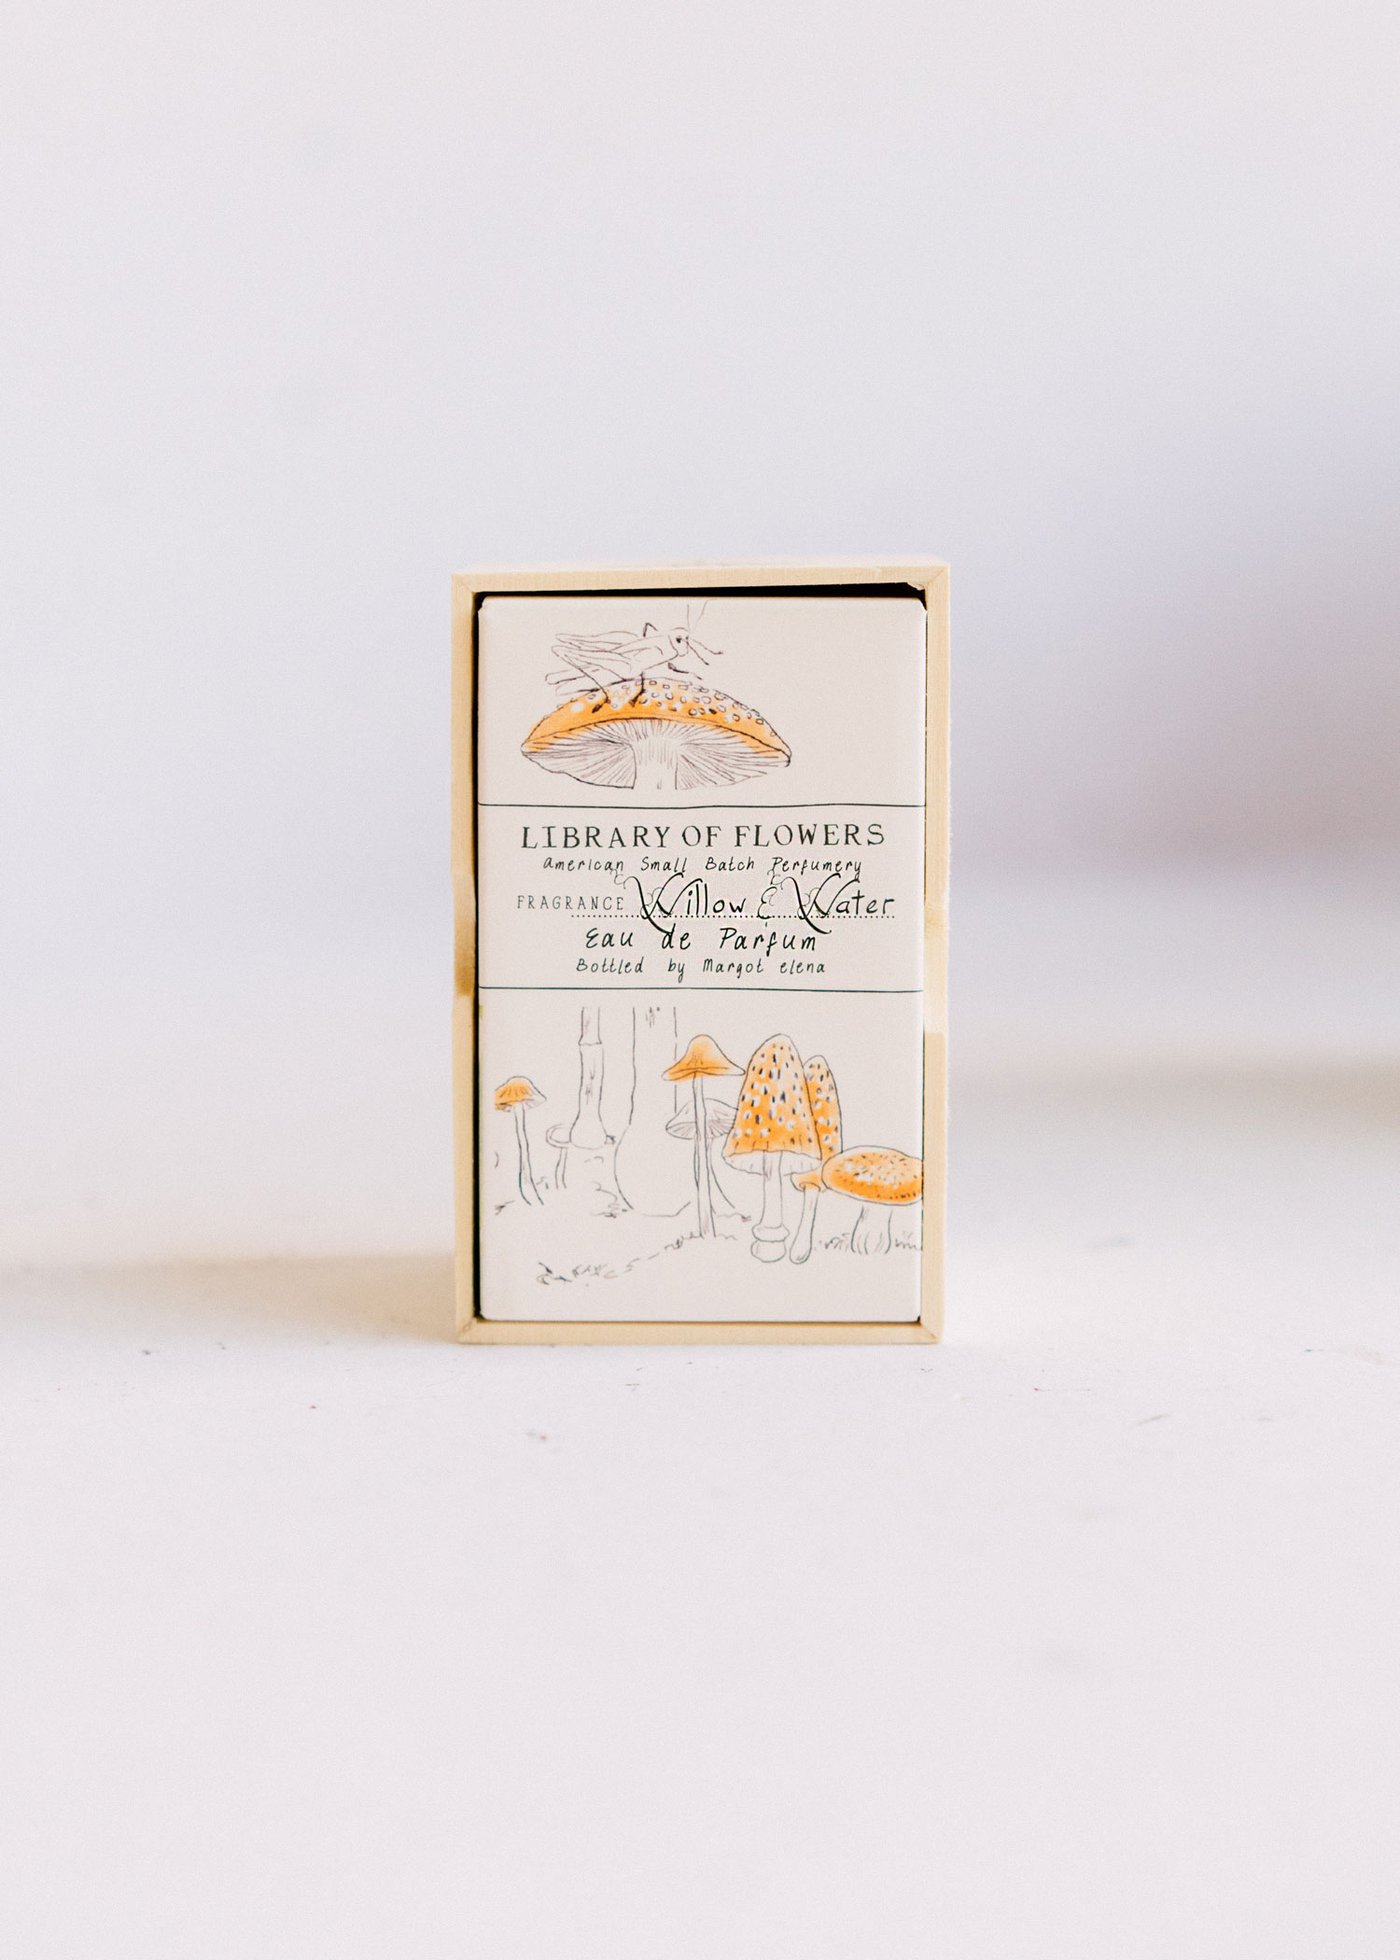 LIBRARY OF FLOWERS
American Small Batch Perfumery
FRAGRANCE Willow & Water
Eau de Parfum
Bottled by Margot elena